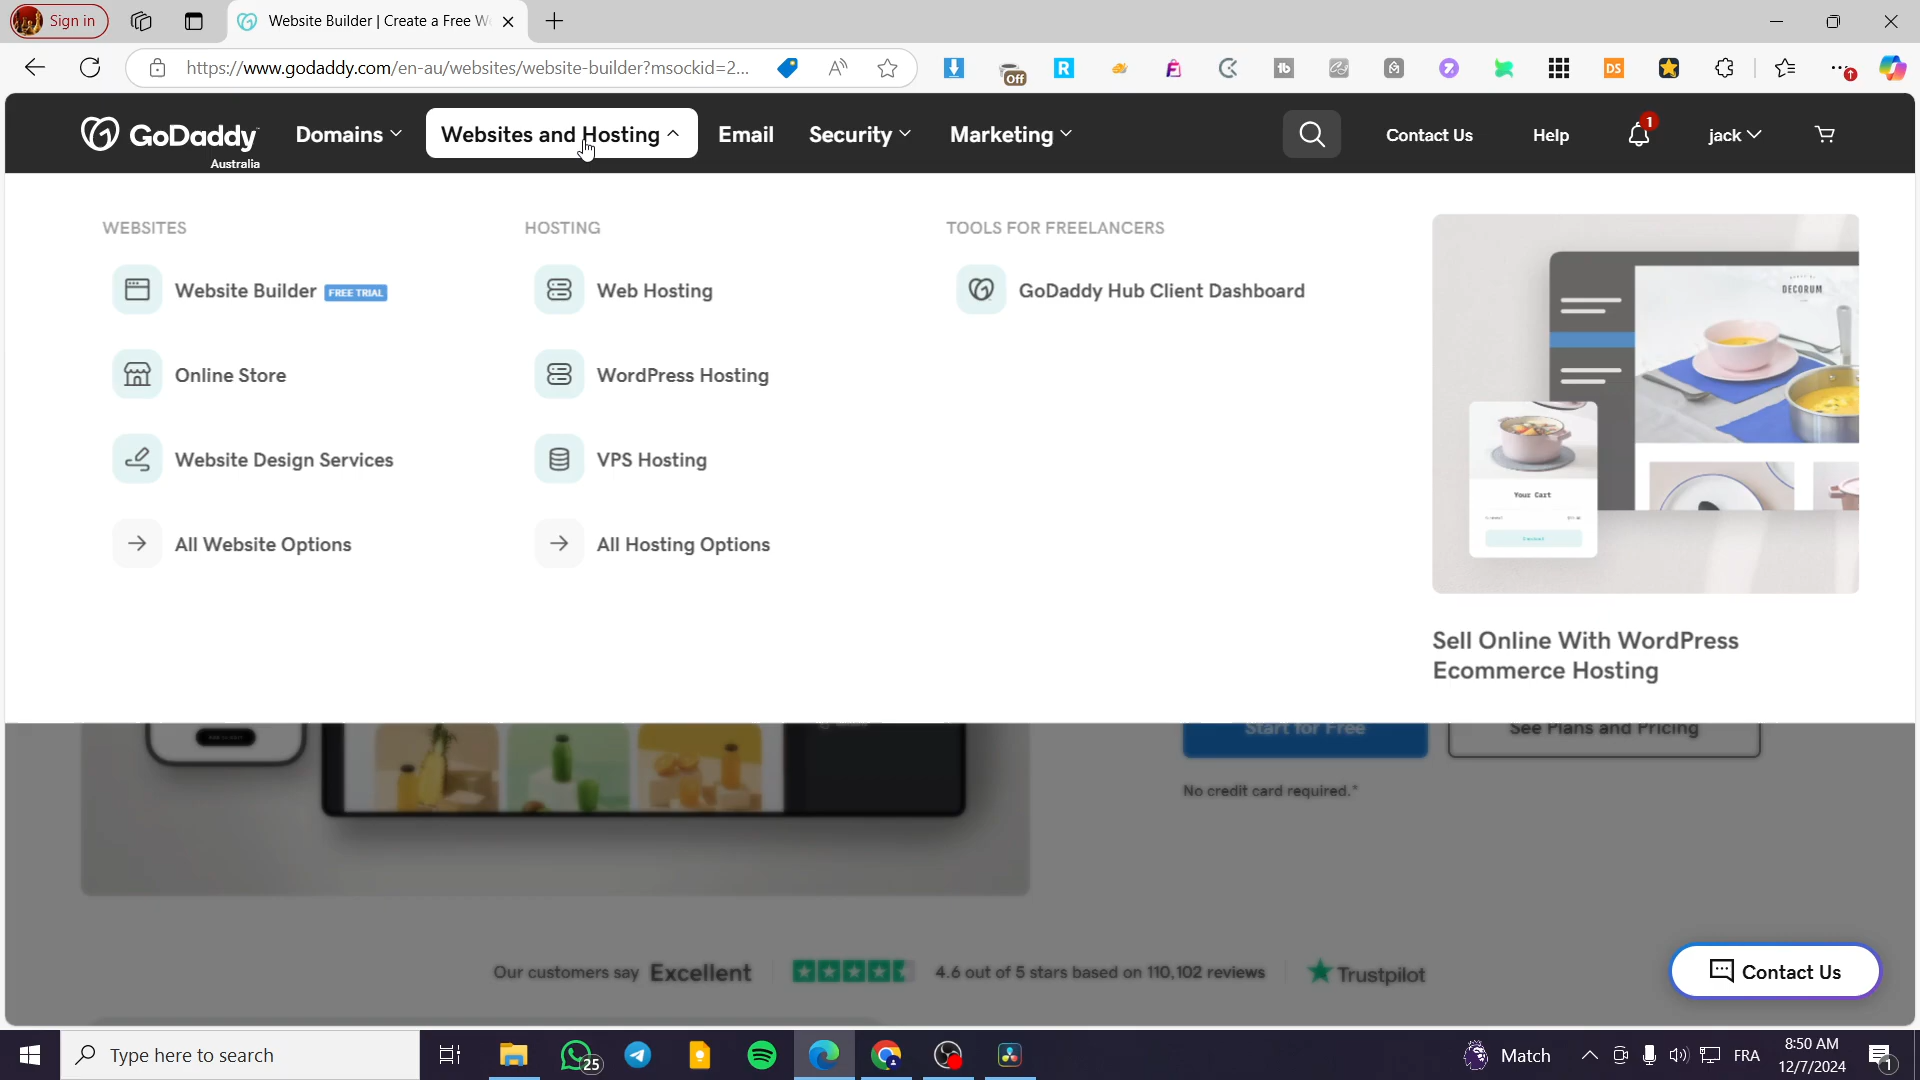 Sign in
Website Builder | Create a Free W
https://www.godaddy.com/en-au/websites/website-builder?msockid=2...
Off
GoDaddy
Australia
Domains
Websites and Hosting
Email
Security
Marketing
Contact Us
Help
1
jack
WEBSITES
HOSTING
TOOLS FOR FREELANCERS
Website Builder FREE TRIAL
Web Hosting
GoDaddy Hub Client Dashboard
Online Store
WordPress Hosting
Website Design Services
VPS Hosting
All Website Options
All Hosting Options
DECORUM
Your Cart
Sell Online With WordPress
Ecommerce Hosting
Start for Free
See Plans and Pricing
No credit card required.*
Our customers say Excellent
4.6 out of 5 stars based on 110,102 reviews
Trustpilot
Contact Us
Type here to search
25
Match
FRA
8:50 AM
12/7/2024
1